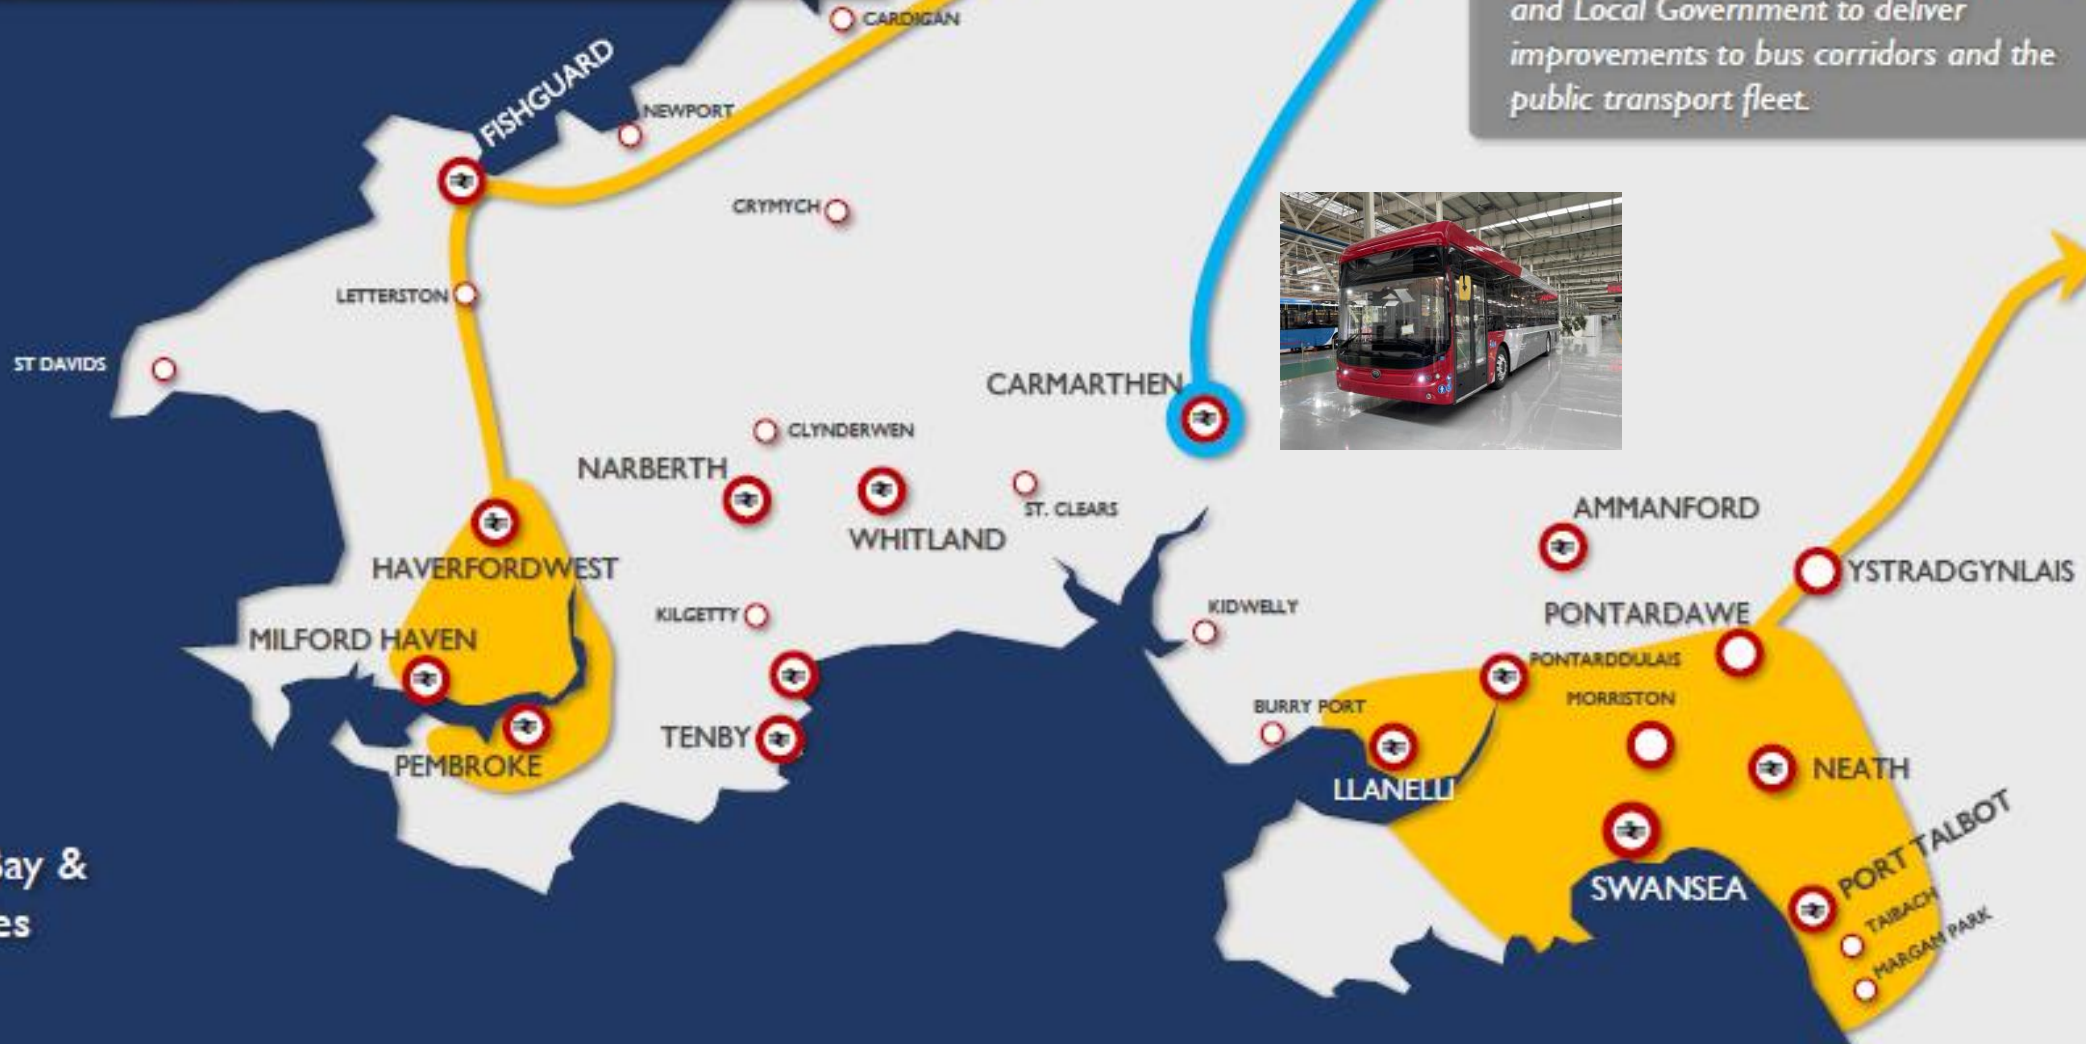 and Local Government to deliver
improvements to bus corridors and the
public transport fleet.
CARDIGAN
FISHGUARD
NEWPORT
CRYMYCH
LETTERSTON
ST DAVIDS
CARMARTHEN
CLYNDERWEN
NARBERTH
WHITLAND
ST. CLEARS
AMMANFORD
HAVERFORDWEST
YSTRADGYNLAIS
KILGETTY
KIDWELLY
PONTARDAWE
MILFORD HAVEN
PONTARDDULAIS
MORRISTON
BURRY PORT
TENBY
PEMBROKE
NEATH
LLANELLI
PORT TALBOT
SWANSEA
TAIBACH
MARGAM PARK
Bay &
es